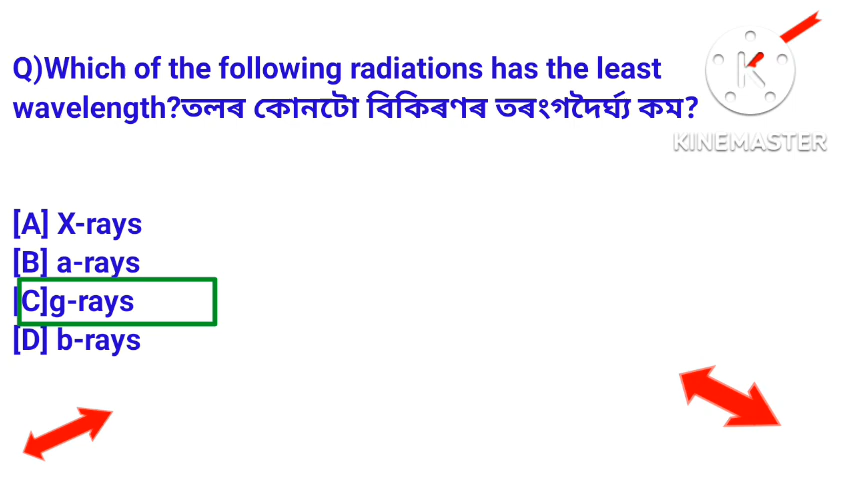 Q)Which of the following radiations has the least
wavelength?তলৰ কোনটো বিকিৰণৰ তৰংগদৈৰ্ঘ্য কম?
KINEMASTER
[A] X-rays
[B] a-rays
[C]g-rays
[D] b-rays